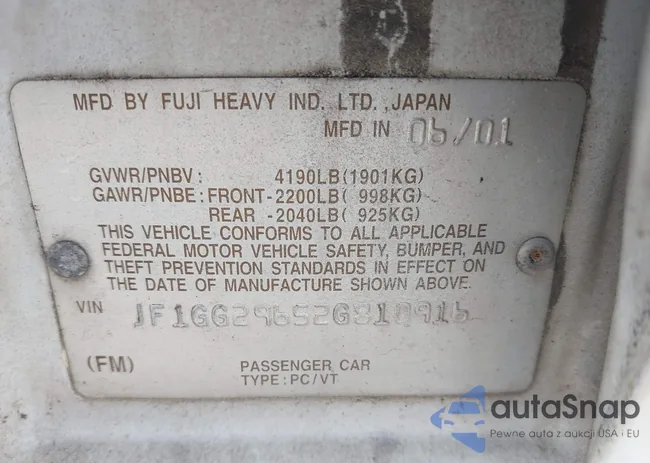 MFD BY FUJI HEAVY IND. LTD., JAPAN
MFD IN 06/01
GVWR/PNBV: 4190LB(1901KG)
GAWR/PNBE: FRONT-2200LB( 998KG)
REAR -2040LB( 925KG)
THIS VEHICLE CONFORMS TO ALL APPLICABLE
FEDERAL MOTOR VEHICLE SAFETY, BUMPER, AND
THEFT PREVENTION STANDARDS IN EFFECT ON
THE DATE OF MANUFACTURE SHOWN ABOVE.
VIN JF1GG29652G810916
(FM) PASSENGER CAR
TYPE: PC/VT
autaSnap
Pewne auta z aukcji USA i EU